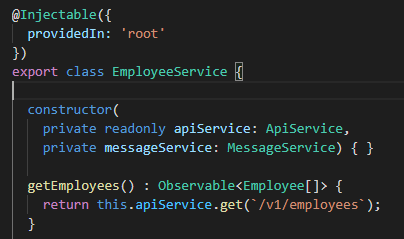 @Injectable({
  providedIn: 'root'
})
export class EmployeeService {
  constructor(
    private readonly apiService: ApiService,
    private messageService: MessageService) { }
  getEmployees() : Observable<Employee[]> {
    return this.apiService.get(`/v1/employees`);
  }